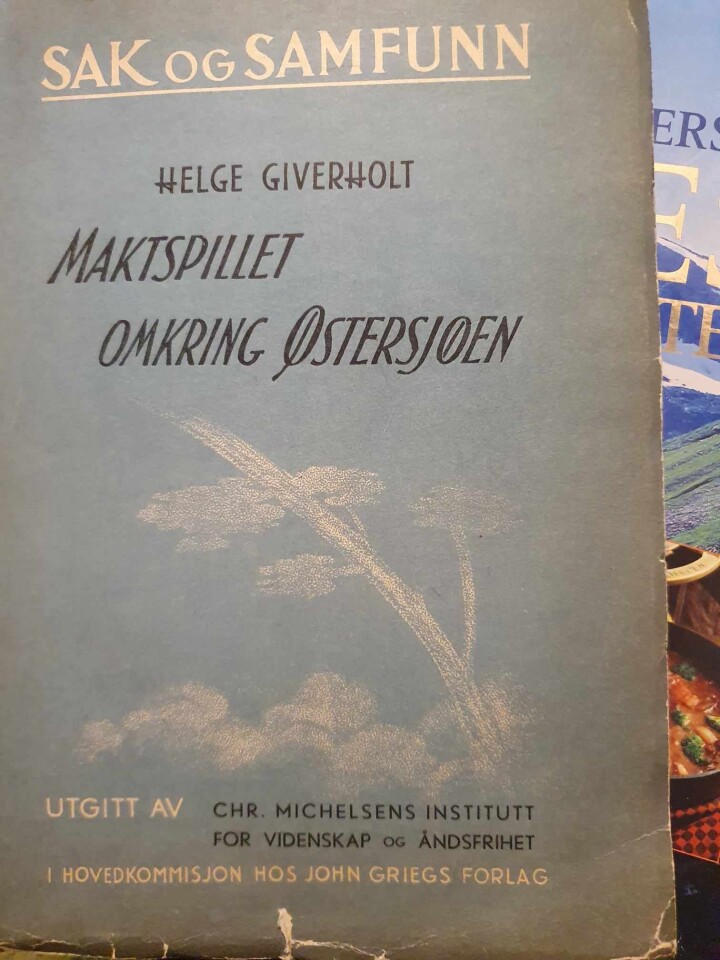 SAK OG SAMFUNN
HELGE GIVERHOLT
MAKTSPILLET
OMKRING ØSTERSJØEN
UTGITT AV CHR. MICHELSENS INSTITUTT
FOR VIDENSKAP OG ÅNDSFRIHET
I HOVEDKOMMISJON HOS JOHN GRIEGS FORLAG